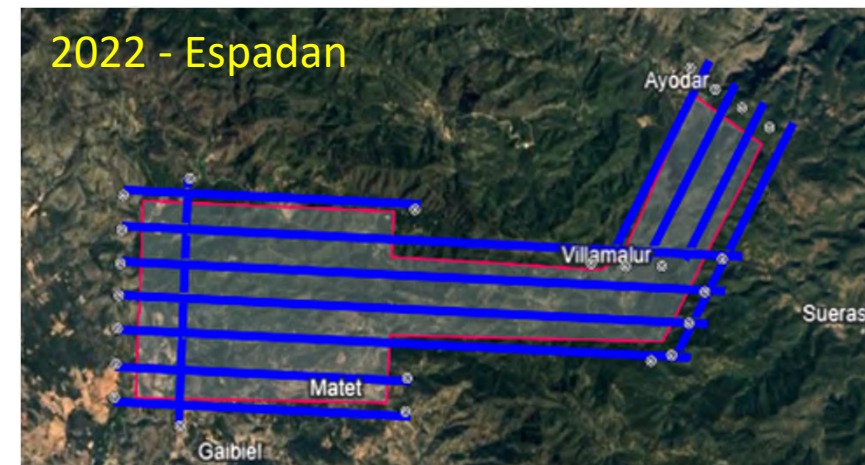 2022 - Espadan
Ayodar
Villamalur
Sueras
Matet
Gaibiel